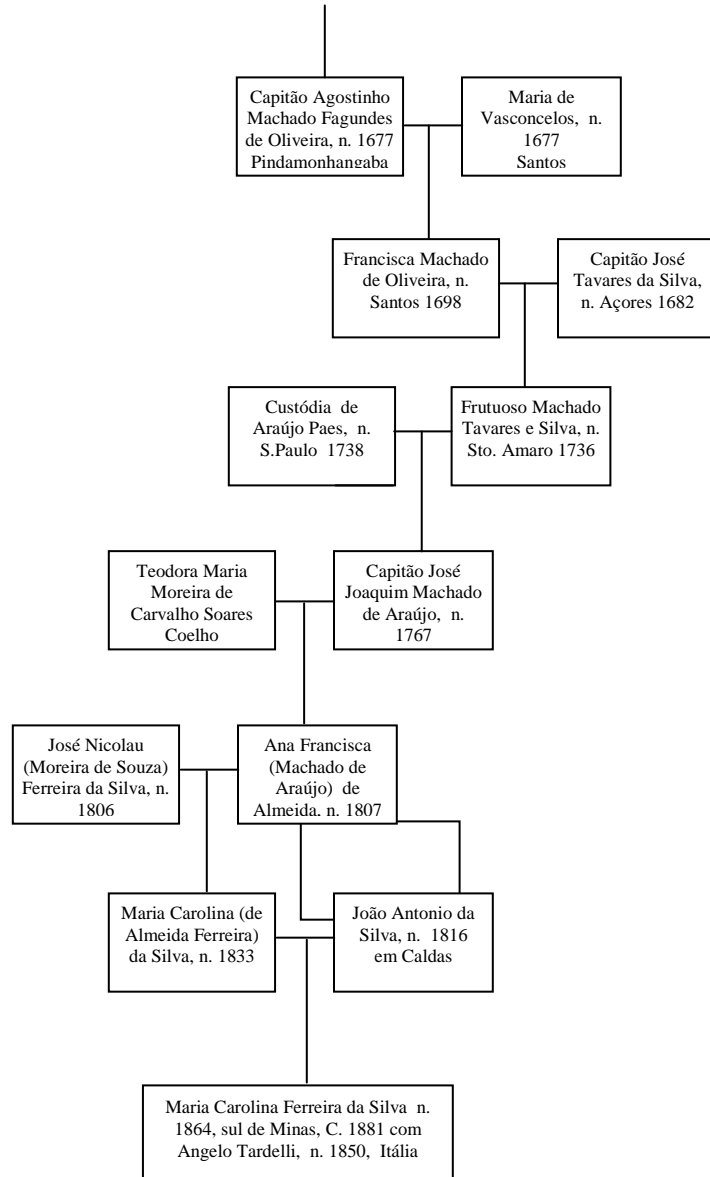 Capitão Agostinho
Machado Fagundes
de Oliveira, n. 1677
Pindamonhangaba
Maria de
Vasconcelos, n.
1677
Santos
Francisca Machado
de Oliveira, n.
Santos 1698
Capitão José
Tavares da Silva,
n. Açores 1682
Custódia de
Araújo Paes, n.
S.Paulo 1738
Frutuoso Machado
Tavares e Silva, n.
Sto. Amaro 1736
Teodora Maria
Moreira de
Carvalho Soares
Coelho
Capitão José
Joaquim Machado
de Araújo, n.
1767
José Nicolau
(Moreira de Souza)
Ferreira da Silva, n.
1806
Ana Francisca
(Machado de
Araújo) de
Almeida, n. 1807
Maria Carolina (de
Almeida Ferreira)
da Silva, n. 1833
João Antonio da
Silva, n. 1816
em Caldas
Maria Carolina Ferreira da Silva n.
1864, sul de Minas, C. 1881 com
Angelo Tardelli, n. 1850, Itália